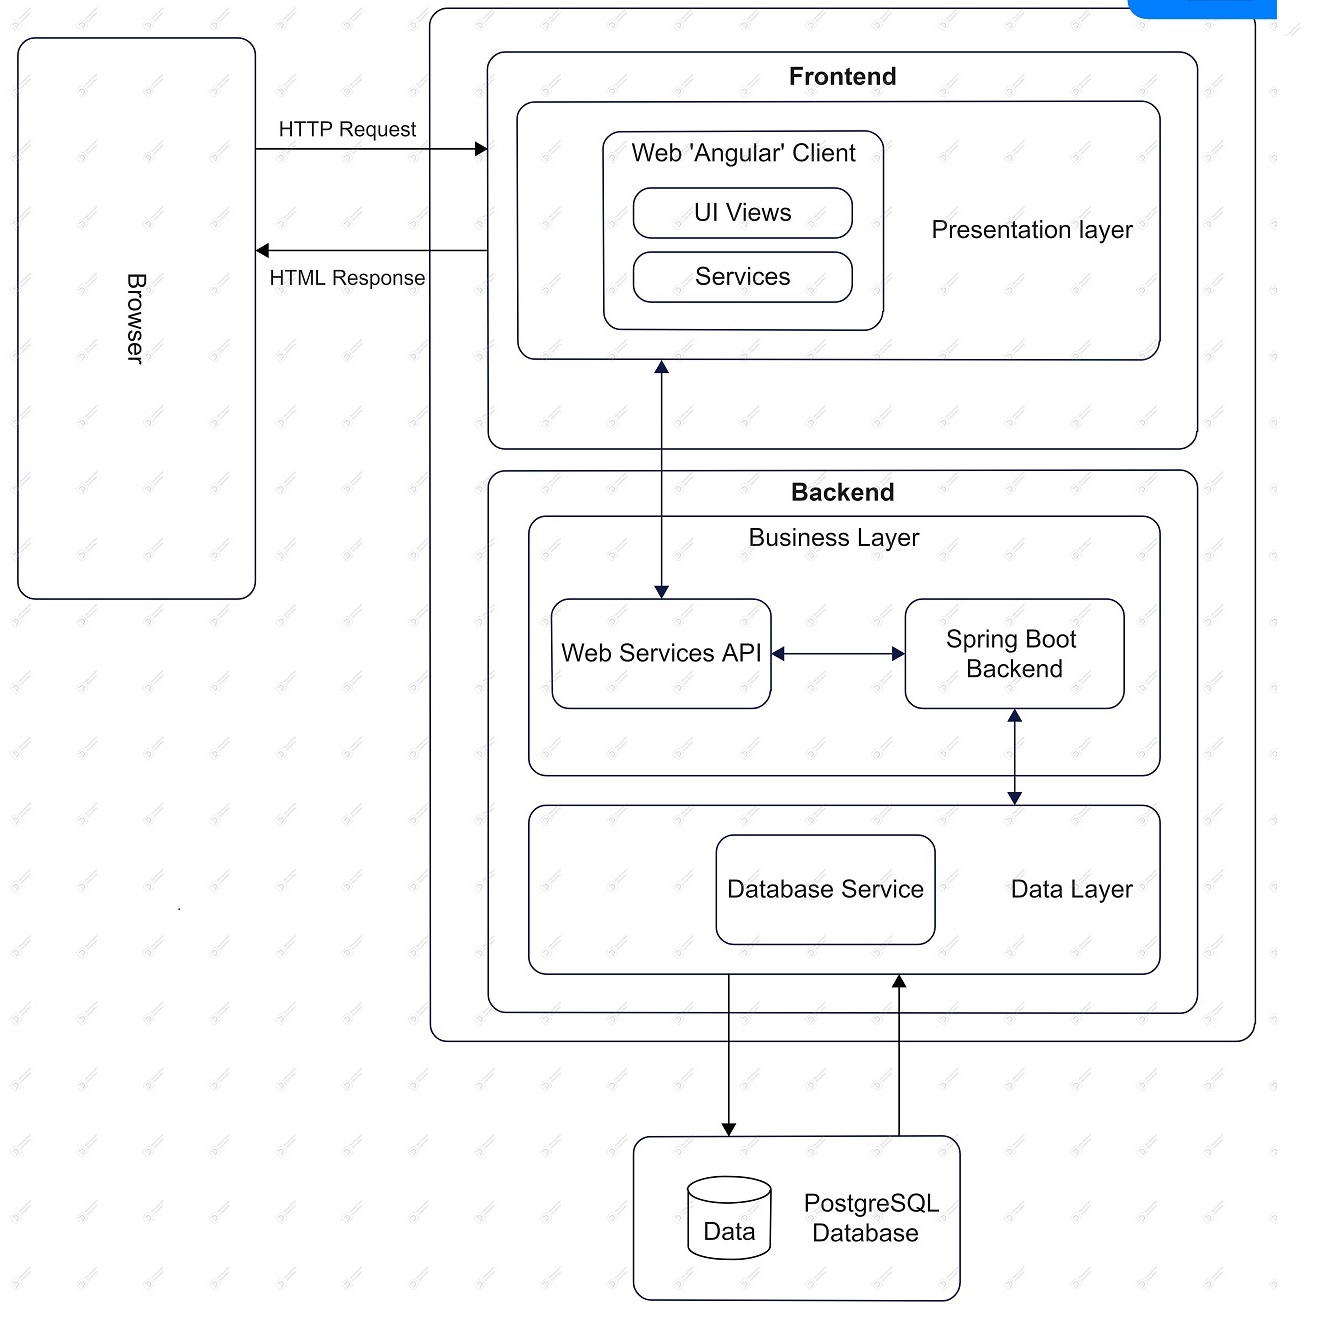 Frontend
HTTP Request
Web 'Angular' Client
UI Views
Presentation layer
Services
HTML Response
Browser
Backend
Business Layer
Web Services API
Spring Boot
Backend
Database Service
Data Layer
Data
PostgreSQL
Database